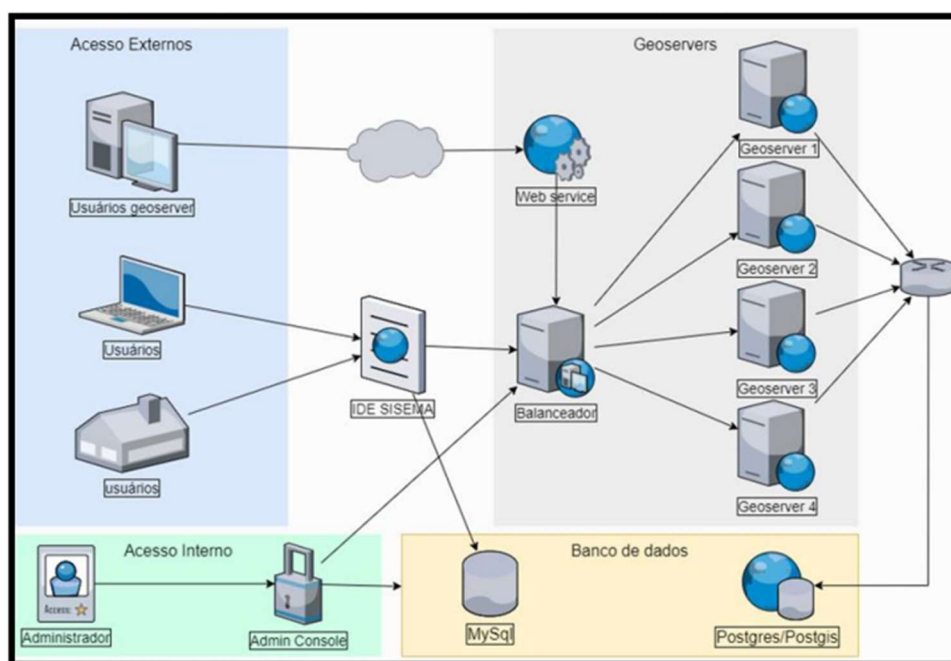 Acesso Externos
Geoservers
Usuários geoserver
Web service
Geoserver 1
Geoserver 2
Usuários
IDE SISEMA
Balanceador
Geoserver 3
usuários
Geoserver 4
Acesso Interno
Banco de dados
Access:
Administrador
Admin Console
MySql
Postgres/Postgis